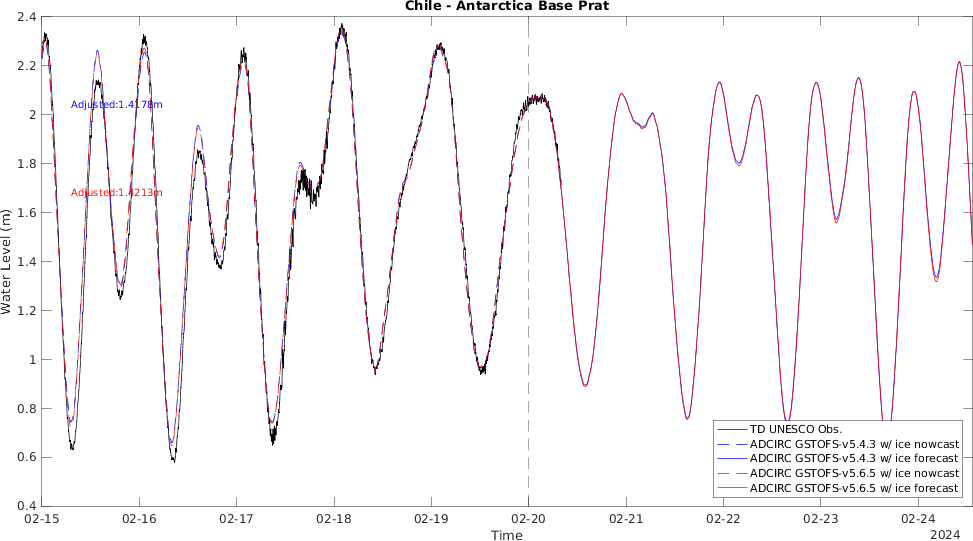 Chile - Antarctica Base Prat
2.4
2.2
2
1.8
1.6
1.4
1.2
1
0.8
0.6
0.4
Water Level (m)
Adjusted:1.4178m
Adjusted:1.4213m
TD UNESCO Obs.
ADCIRC GSTOFS-v5.4.3 w/ ice nowcast
ADCIRC GSTOFS-v5.4.3 w/ ice forecast
ADCIRC GSTOFS-v5.6.5 w/ ice nowcast
ADCIRC GSTOFS-v5.6.5 w/ ice forecast
02-15 02-16 02-17 02-18 02-19 02-20 02-21 02-22 02-23 02-24
Time
2024